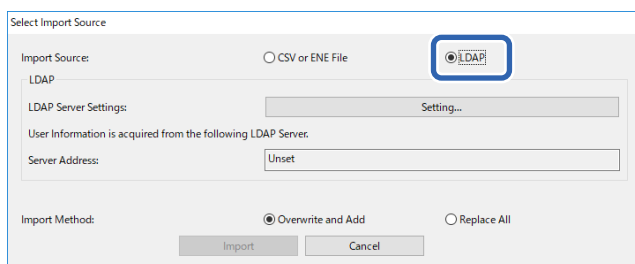 Select Import Source
Import Source: CSV or ENE File LDAP
LDAP
LDAP Server Settings: Setting...
User Information is acquired from the following LDAP Server.
Server Address: Unset
Import Method: Overwrite and Add Replace All
Import Cancel